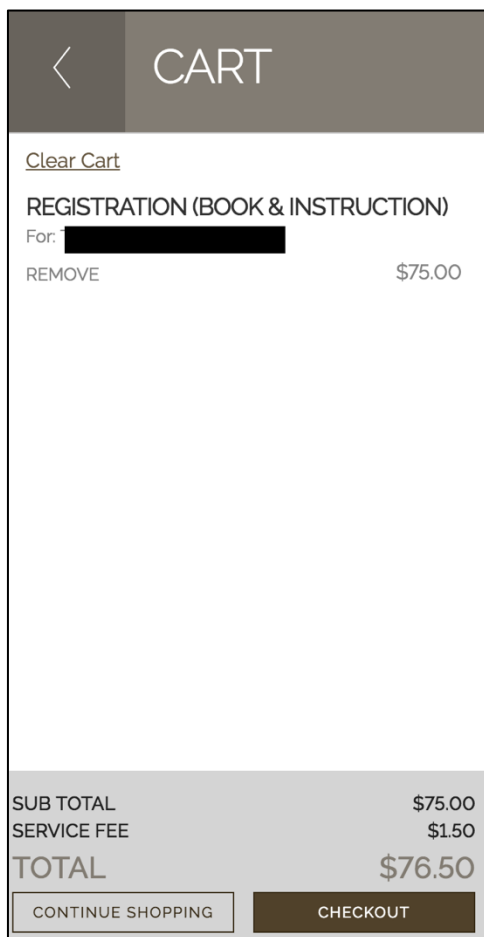 CART
Clear Cart
REGISTRATION (BOOK & INSTRUCTION)
For:
REMOVE $75.00
SUB TOTAL $75.00
SERVICE FEE $1.50
TOTAL $76.50
CONTINUE SHOPPING CHECKOUT